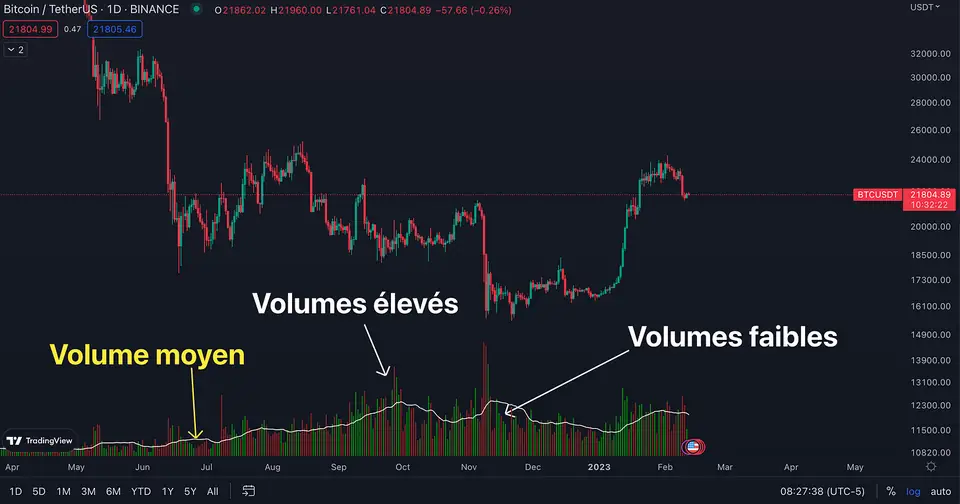 Bitcoin / TetherUS · 1D · BINANCE O21862.02 H21960.00 L21761.04 C21804.89 −57.66 (−0.26%)
USDT
21804.99 0.47 21805.46
2
32000.00
30000.00
28000.00
26000.00
24000.00
BTCUSDT 21804.89
10:32:22
20000.00
18500.00
17300.00
16100.00
14900.00
13900.00
13100.00
12300.00
11500.00
10820.00
Volumes élevés
Volumes faibles
Volume moyen
TradingView
Apr May Jun Jul Aug Sep Oct Nov Dec 2023 Feb Mar Apr May
1D 5D 1M 3M 6M YTD 1Y 5Y All 08:27:38 (UTC-5) % log auto